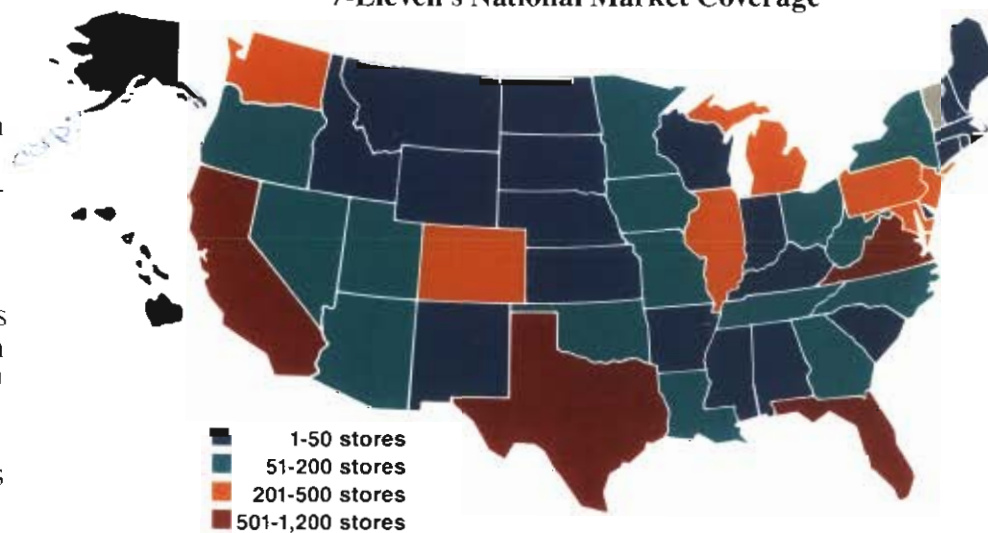 7-Eleven's National Market Coverage
1-50 stores
51-200 stores
201-500 stores
501-1,200 stores